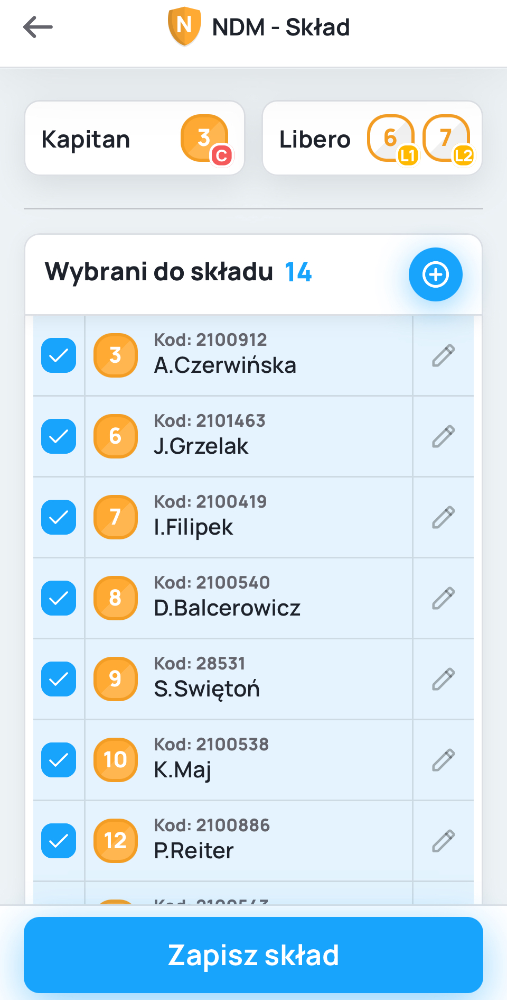 N NDM - Skład
Kapitan 3 C
Libero 6 L1 7 L2
Wybrani do składu 14
3 Kod: 2100912
A.Czerwińska
6 Kod: 2101463
J.Grzelak
7 Kod: 2100419
I.Filipek
8 Kod: 2100540
D.Balcerowicz
9 Kod: 28531
S.Swiętoń
10 Kod: 2100538
K.Maj
12 Kod: 2100886
P.Reiter
Kod: 2100543
Zapisz skład